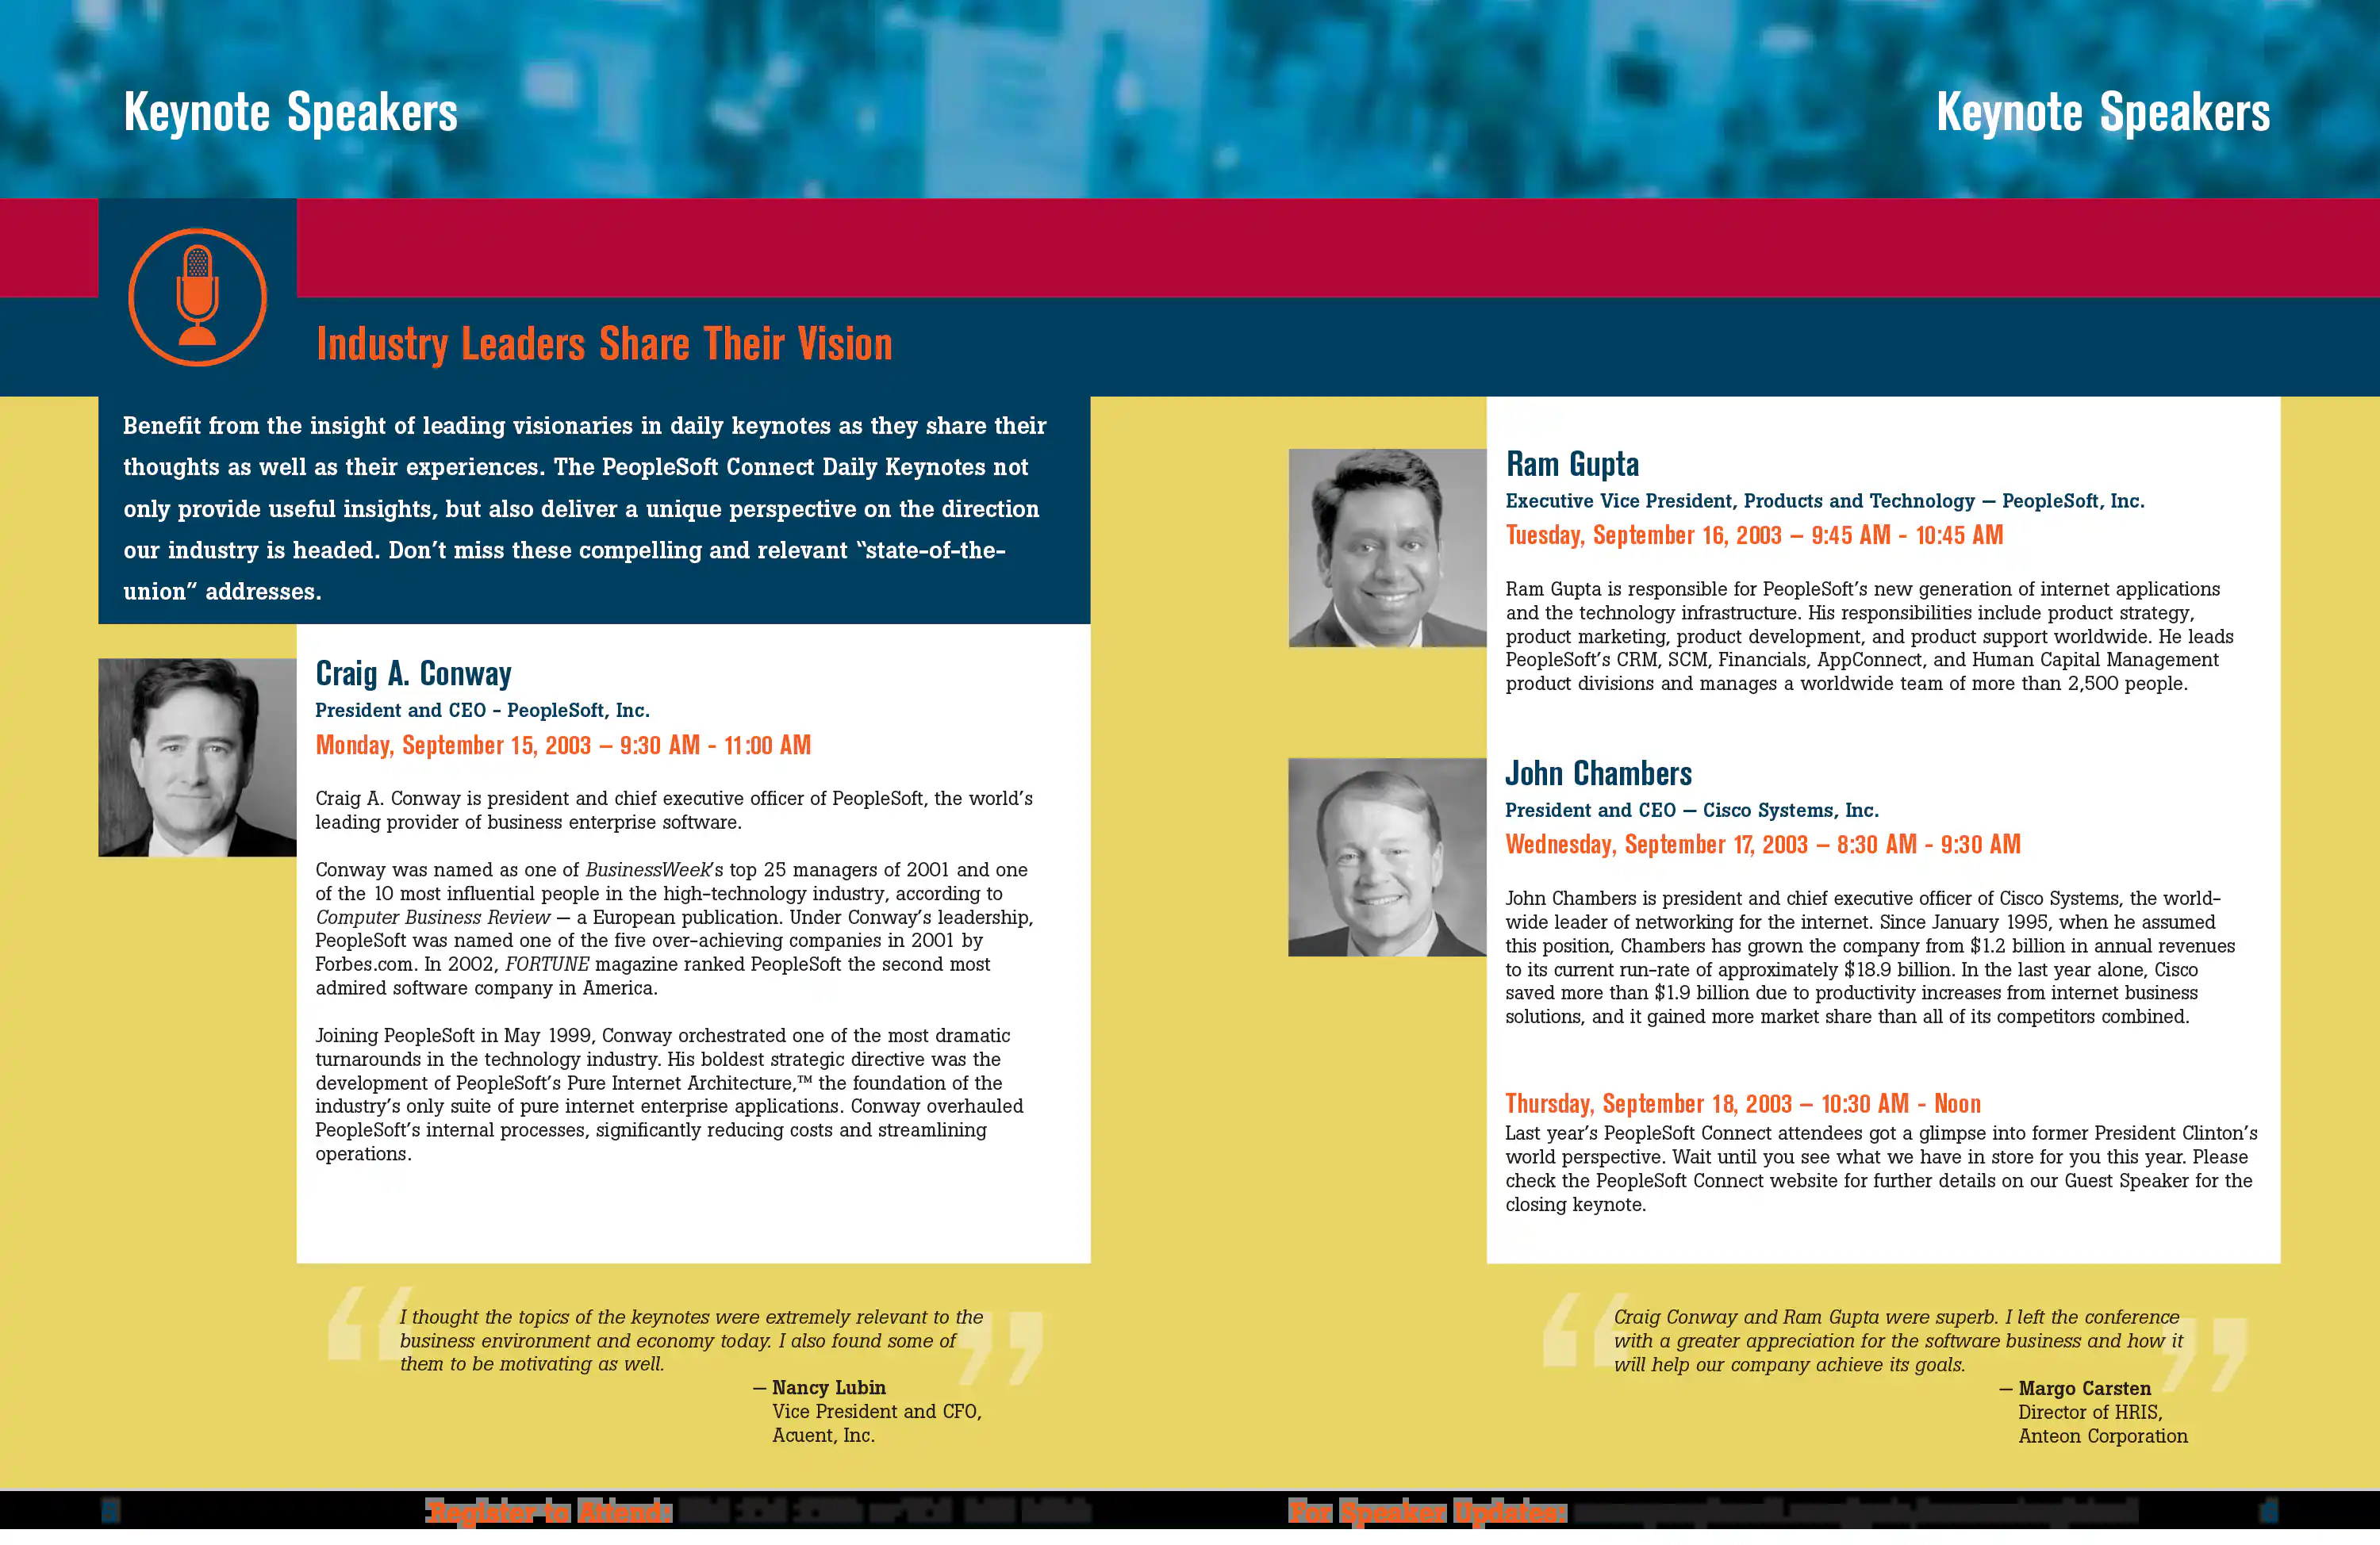 Keynote Speakers
Industry Leaders Share Their Vision
Benefit from the insight of leading visionaries in daily keynotes as they share their
thoughts as well as their experiences. The PeopleSoft Connect Daily Keynotes not
only provide useful insights, but also deliver a unique perspective on the direction
our industry is headed. Don't miss these compelling and relevant “state-of-the-
union” addresses.
Craig A. Conway
President and CEO - PeopleSoft, Inc.
Monday, September 15, 2003 – 9:30 AM - 11:00 AM
Craig A. Conway is president and chief executive officer of PeopleSoft, the world's
leading provider of business enterprise software.
Conway was named as one of BusinessWeek's top 25 managers of 2001 and one
of the 10 most influential people in the high-technology industry, according to
Computer Business Review — a European publication. Under Conway's leadership,
PeopleSoft was named one of the five over-achieving companies in 2001 by
Forbes.com. In 2002, FORTUNE magazine ranked PeopleSoft the second most
admired software company in America.
Joining PeopleSoft in May 1999, Conway orchestrated one of the most dramatic
turnarounds in the technology industry. His boldest strategic directive was the
development of PeopleSoft's Pure Internet Architecture,™ the foundation of the
industry's only suite of pure internet enterprise applications. Conway overhauled
PeopleSoft's internal processes, significantly reducing costs and streamlining
operations.
“I thought the topics of the keynotes were extremely relevant to the
business environment and economy today. I also found some of
them to be motivating as well.”
— Nancy Lubin
Vice President and CFO,
Acuent, Inc.
Register to Attend:
Keynote Speakers
Ram Gupta
Executive Vice President, Products and Technology — PeopleSoft, Inc.
Tuesday, September 16, 2003 – 9:45 AM - 10:45 AM
Ram Gupta is responsible for PeopleSoft's new generation of internet applications
and the technology infrastructure. His responsibilities include product strategy,
product marketing, product development, and product support worldwide. He leads
PeopleSoft's CRM, SCM, Financials, AppConnect, and Human Capital Management
product divisions and manages a worldwide team of more than 2,500 people.
John Chambers
President and CEO — Cisco Systems, Inc.
Wednesday, September 17, 2003 – 8:30 AM - 9:30 AM
John Chambers is president and chief executive officer of Cisco Systems, the world-
wide leader of networking for the internet. Since January 1995, when he assumed
this position, Chambers has grown the company from $1.2 billion in annual revenues
to its current run-rate of approximately $18.9 billion. In the last year alone, Cisco
saved more than $1.9 billion due to productivity increases from internet business
solutions, and it gained more market share than all of its competitors combined.
Thursday, September 18, 2003 – 10:30 AM - Noon
Last year's PeopleSoft Connect attendees got a glimpse into former President Clinton's
world perspective. Wait until you see what we have in store for you this year. Please
check the PeopleSoft Connect website for further details on our Guest Speaker for the
closing keynote.
“Craig Conway and Ram Gupta were superb. I left the conference
with a greater appreciation for the software business and how it
will help our company achieve its goals.”
— Margo Carsten
Director of HRIS,
Anteon Corporation
For Speaker Updates: